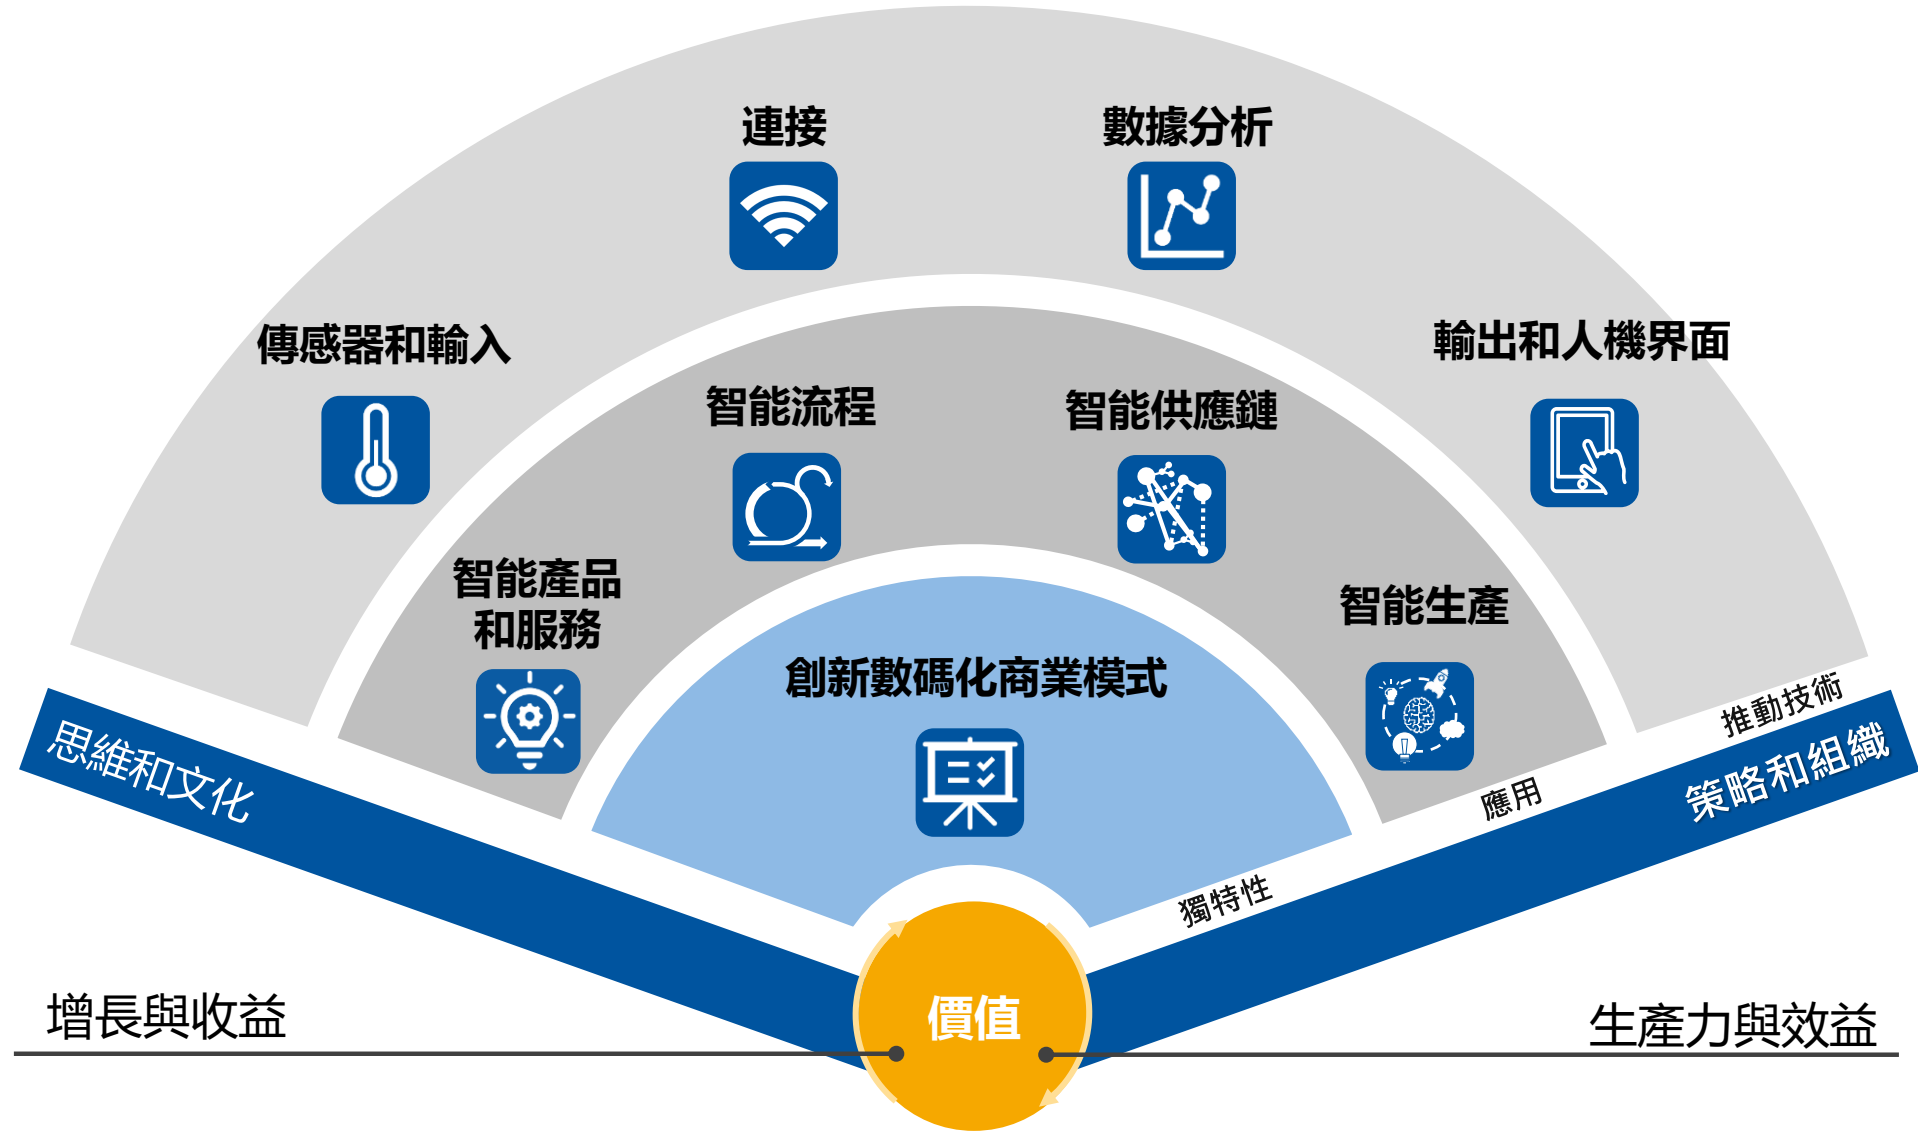 連接
數據分析
傳感器和輸入
輸出和人機界面
智能流程
智能供應鏈
智能產品
和服務
智能生產
創新數碼化商業模式
推動技術
應用
獨特性
思維和文化
策略和組織
價值
增長與收益
生產力與效益